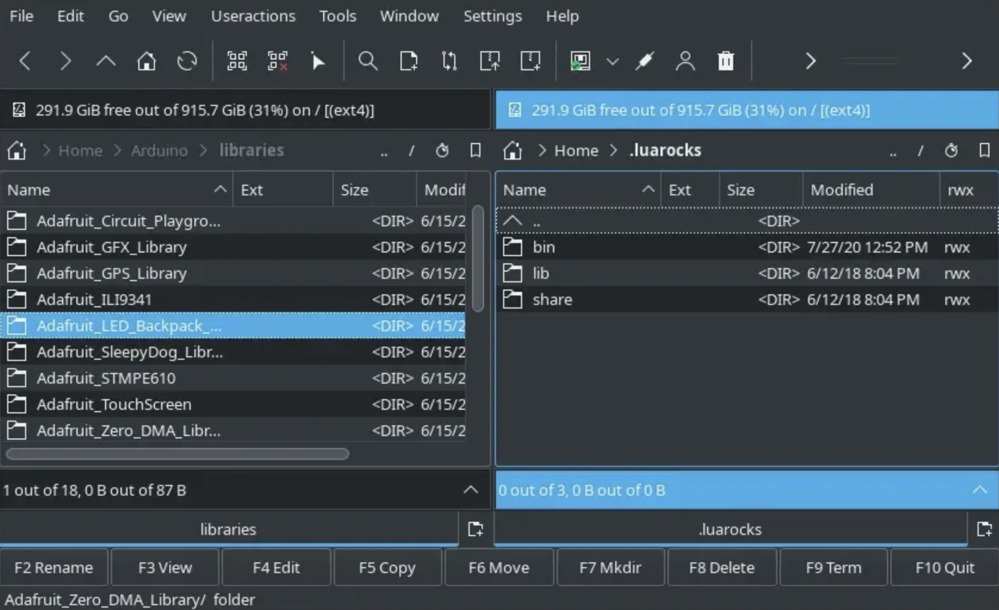 File Edit Go View Useractions Tools Window Settings Help
291.9 GiB free out of 915.7 GiB (31%) on / [(ext4)]
291.9 GiB free out of 915.7 GiB (31%) on / [(ext4)]
Home > Arduino > libraries .. /
Home > .luarocks .. /
Name Ext Size Modif
Adafruit_Circuit_Playgro... <DIR> 6/15/2
Adafruit_GFX_Library <DIR> 6/15/2
Adafruit_GPS_Library <DIR> 6/15/2
Adafruit_ILI9341 <DIR> 6/15/2
Adafruit_LED_Backpack_... <DIR> 6/15/2
Adafruit_SleepyDog_Libr... <DIR> 6/15/2
Adafruit_STMPE610 <DIR> 6/15/2
Adafruit_TouchScreen <DIR> 6/15/2
Adafruit_Zero_DMA_Libr... <DIR> 6/15/2
Name Ext Size Modified rwx
.. <DIR>
bin <DIR> 7/27/20 12:52 PM rwx
lib <DIR> 6/12/18 8:04 PM rwx
share <DIR> 6/12/18 8:04 PM rwx
1 out of 18, 0 B out of 87 B
0 out of 3, 0 B out of 0 B
libraries
.luarocks
F2 Rename F3 View F4 Edit F5 Copy F6 Move F7 Mkdir F8 Delete F9 Term F10 Quit
Adafruit_Zero_DMA_Library/ folder